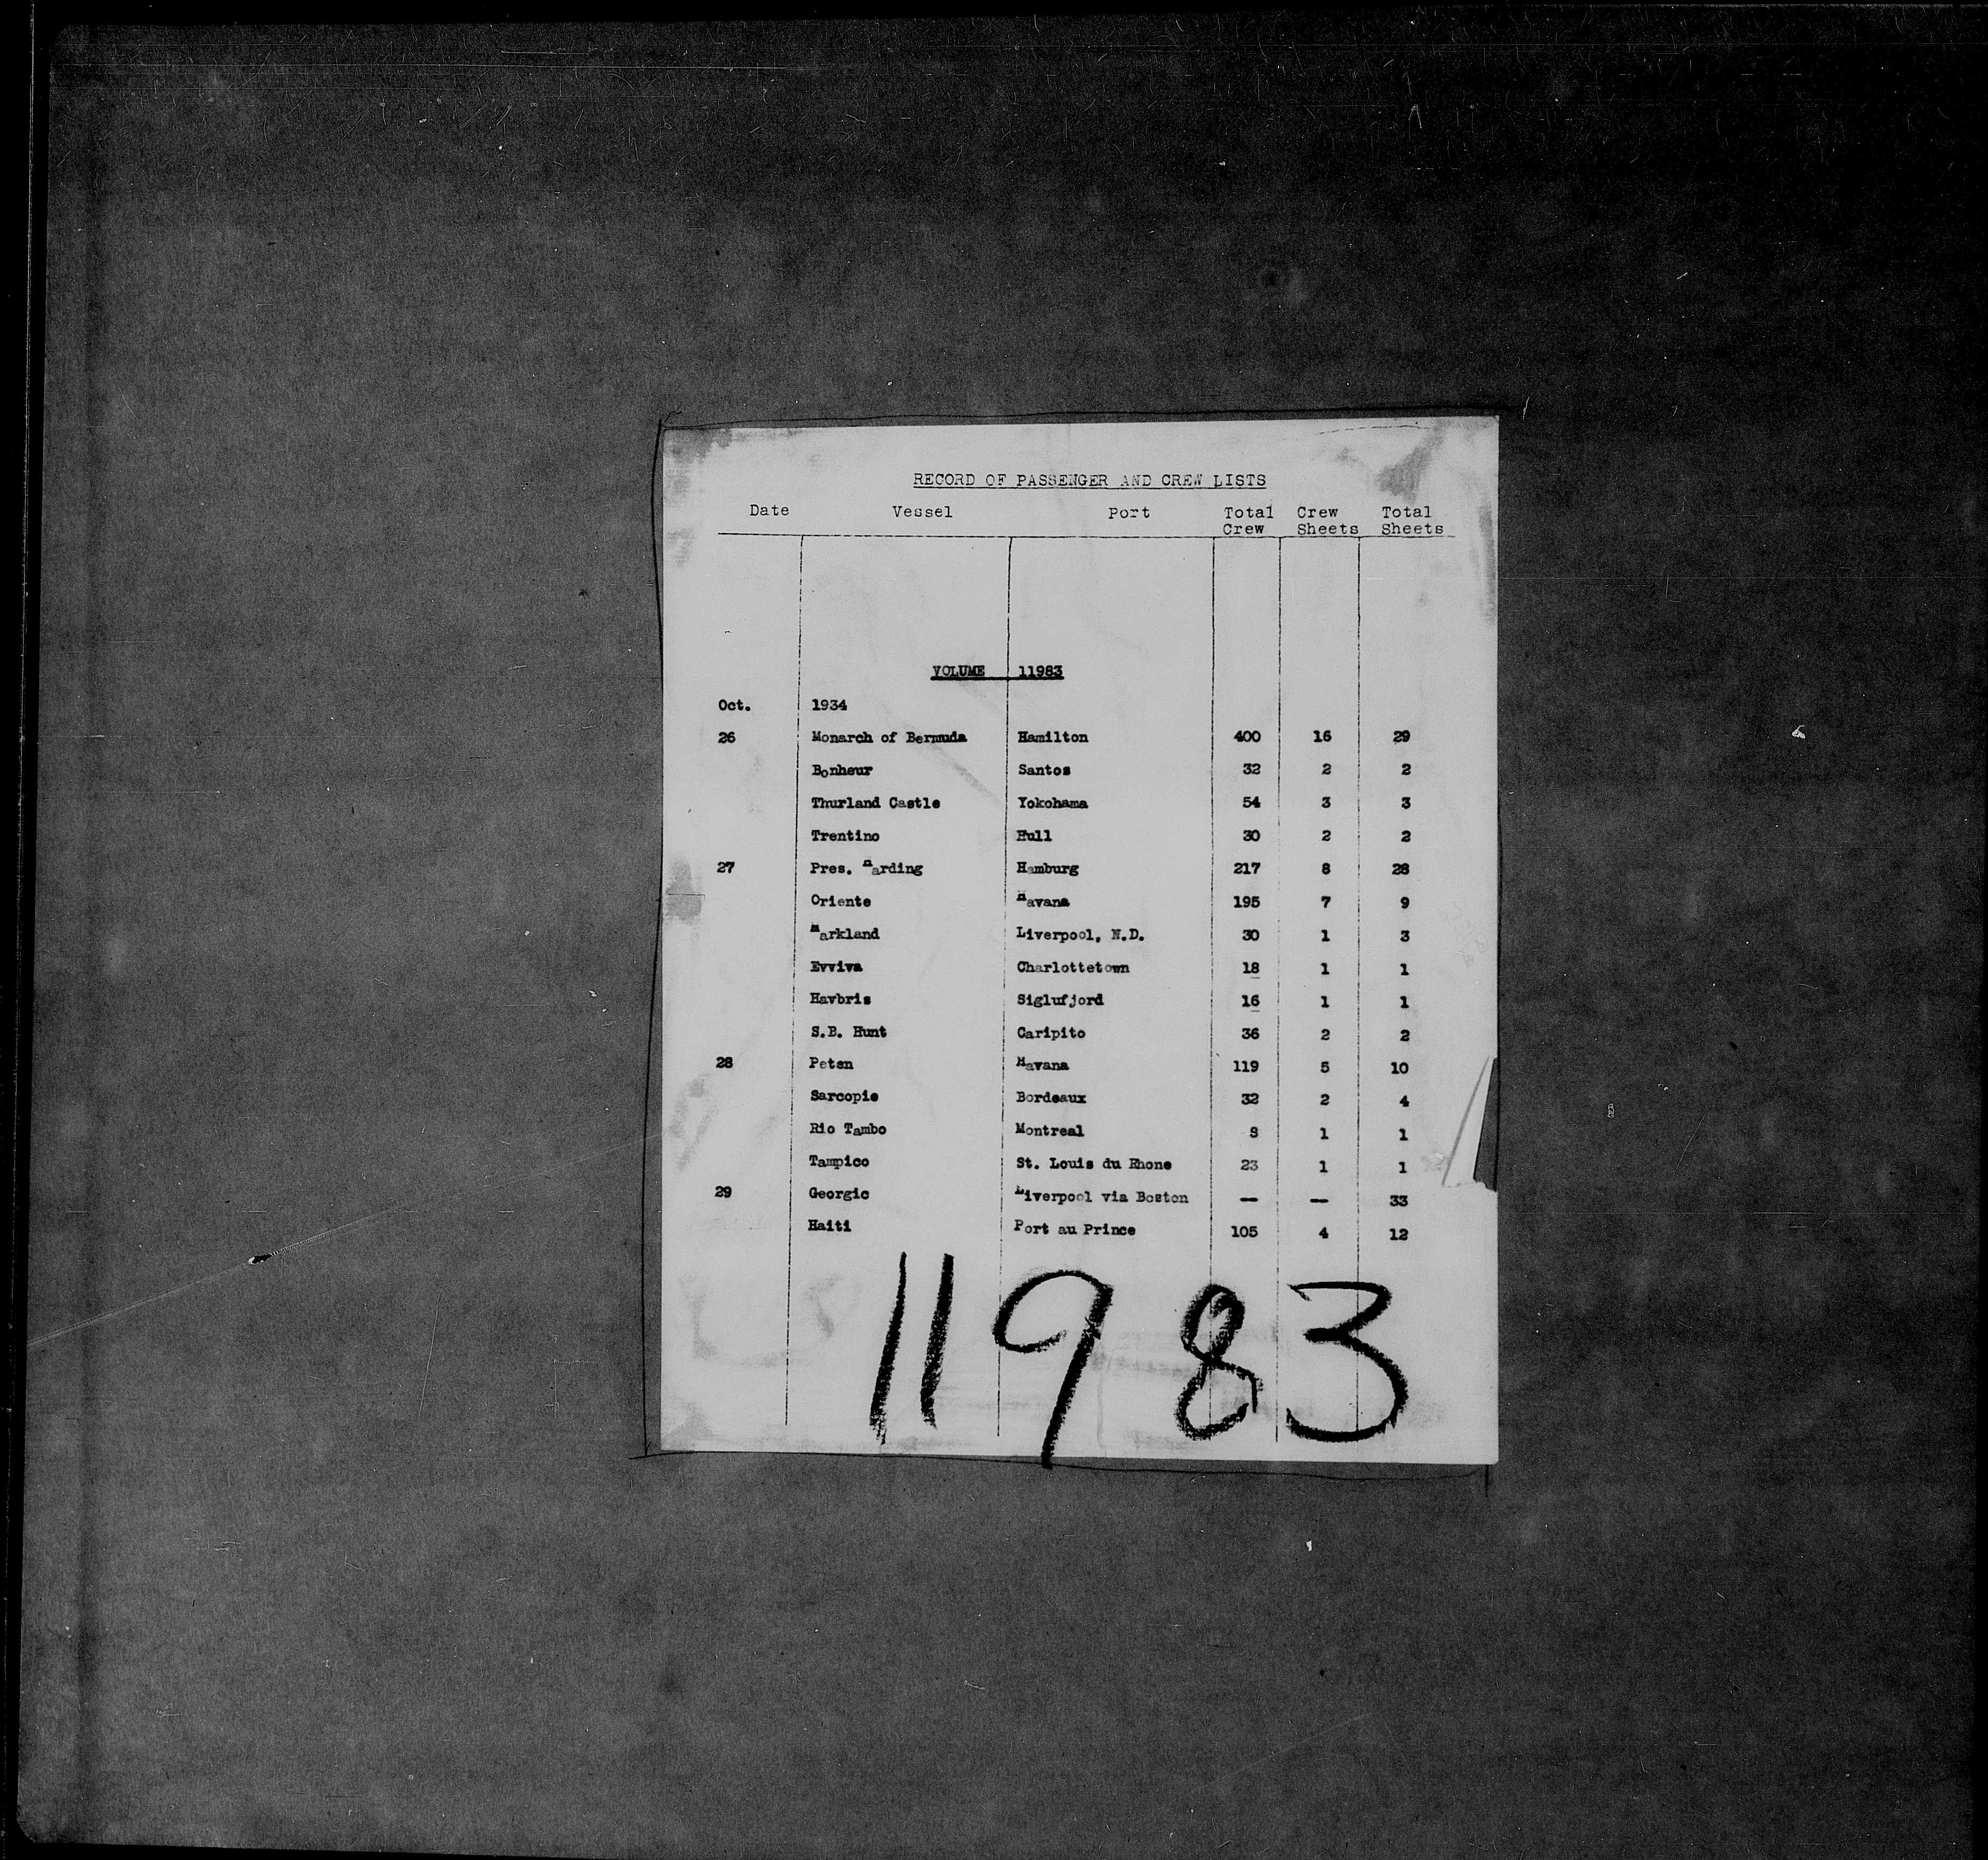 RECORD OF PASSENGER AND CREW LISTS
Date Vessel Port Total Crew Total
Crew Sheets Sheets
VOLUME 11983
Oct. 1934
26 Monarch of Bermuda Hamilton 400 16 29
Bonheur Santos 32 2 2
Thurland Castle Yokohama 54 3 3
Trentino Hull 30 2 2
27 Pres. Harding Hamburg 217 8 28
Oriente Havana 195 7 9
Markland Liverpool, N.D. 30 1 3
Evviva Charlottetown 18 1 1
Havbris Siglufjord 16 1 1
S.B. Hunt Caripito 36 2 2
28 Peten Havana 119 5 10
Sarcopie Bordeaux 32 2 4
Rio Tambo Montreal 1 1
Tampico St. Louis du Rhone 23 1 1
29 Georgic Liverpool via Boston — — 33
Haiti Port au Prince 105 4 12
11983